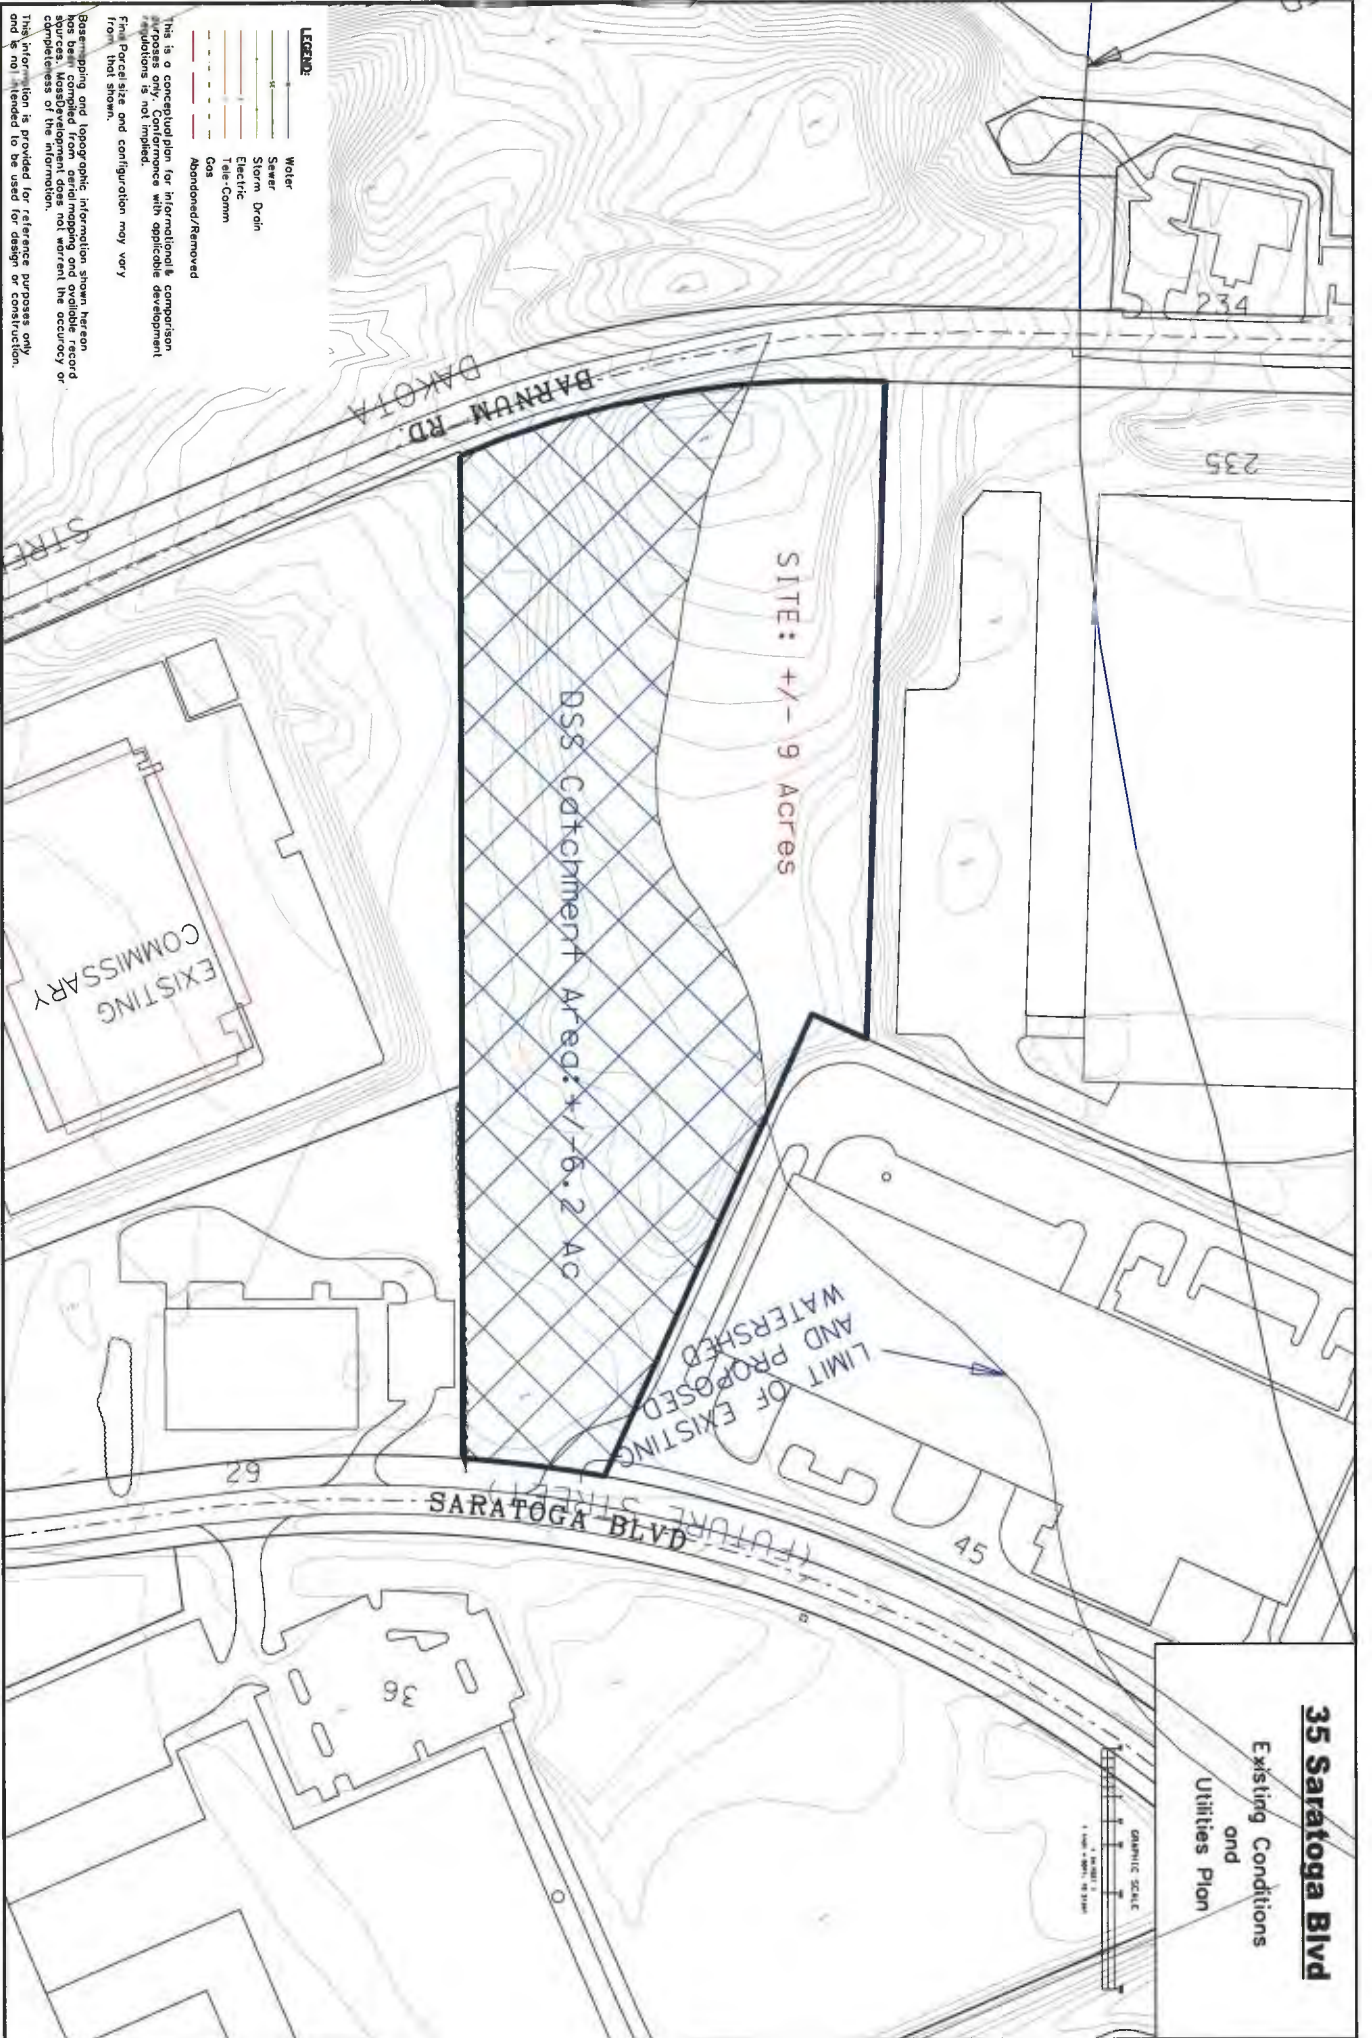 35 Saratoga Blvd
Existing Conditions
and
Utilities Plan
GRAPHIC SCALE
234
235
BARNUM RD.
DAKOTA
SITE: +/- 9 Acres
DSS Catchment Area: +/-6.2 Ac
LIMIT OF EXISTING
AND PROPOSED
WATERSHED
EXISTING
COMMISSARY
29
SARATOGA BLVD
(FUTURE STREET)
45
36
LEGEND:
Water
Sewer
Storm Drain
Electric
Tele-Comm
Gas
Abandoned/Removed
This is a conceptual plan for informational & comparison
purposes only. Conformance with applicable development
regulations is not implied.
Final Parcel size and configuration may vary
from that shown.
Basemapping and topographic information shown hereon
has been compiled from aerial mapping and available record
sources. MassDevelopment does not warrent the accuracy or
completeness of the information.
This information is provided for reference purposes only
and is not intended to be used for design or construction.